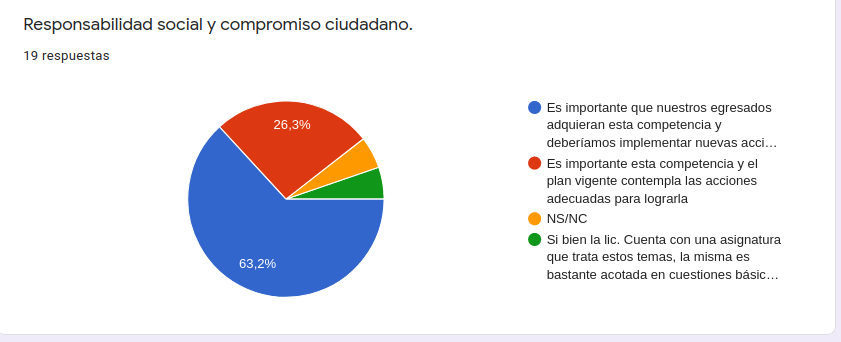 Responsabilidad social y compromiso ciudadano.
19 respuestas
26,3%
63,2%
Es importante que nuestros egresados
adquieran esta competencia y
deberíamos implementar nuevas acci…
Es importante esta competencia y el
plan vigente contempla las acciones
adecuadas para lograrla
NS/NC
Si bien la lic. Cuenta con una asignatura
que trata estos temas, la misma es
bastante acotada en cuestiones básic…